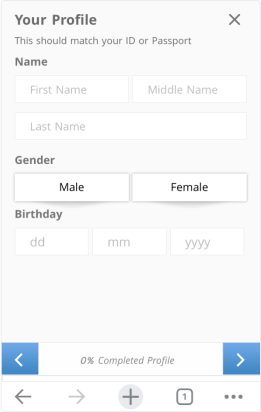 Your Profile
This should match your ID or Passport
Name
First Name
Middle Name
Last Name
Gender
Male
Female
Birthday
dd
mm
yyyy
0% Completed Profile
1